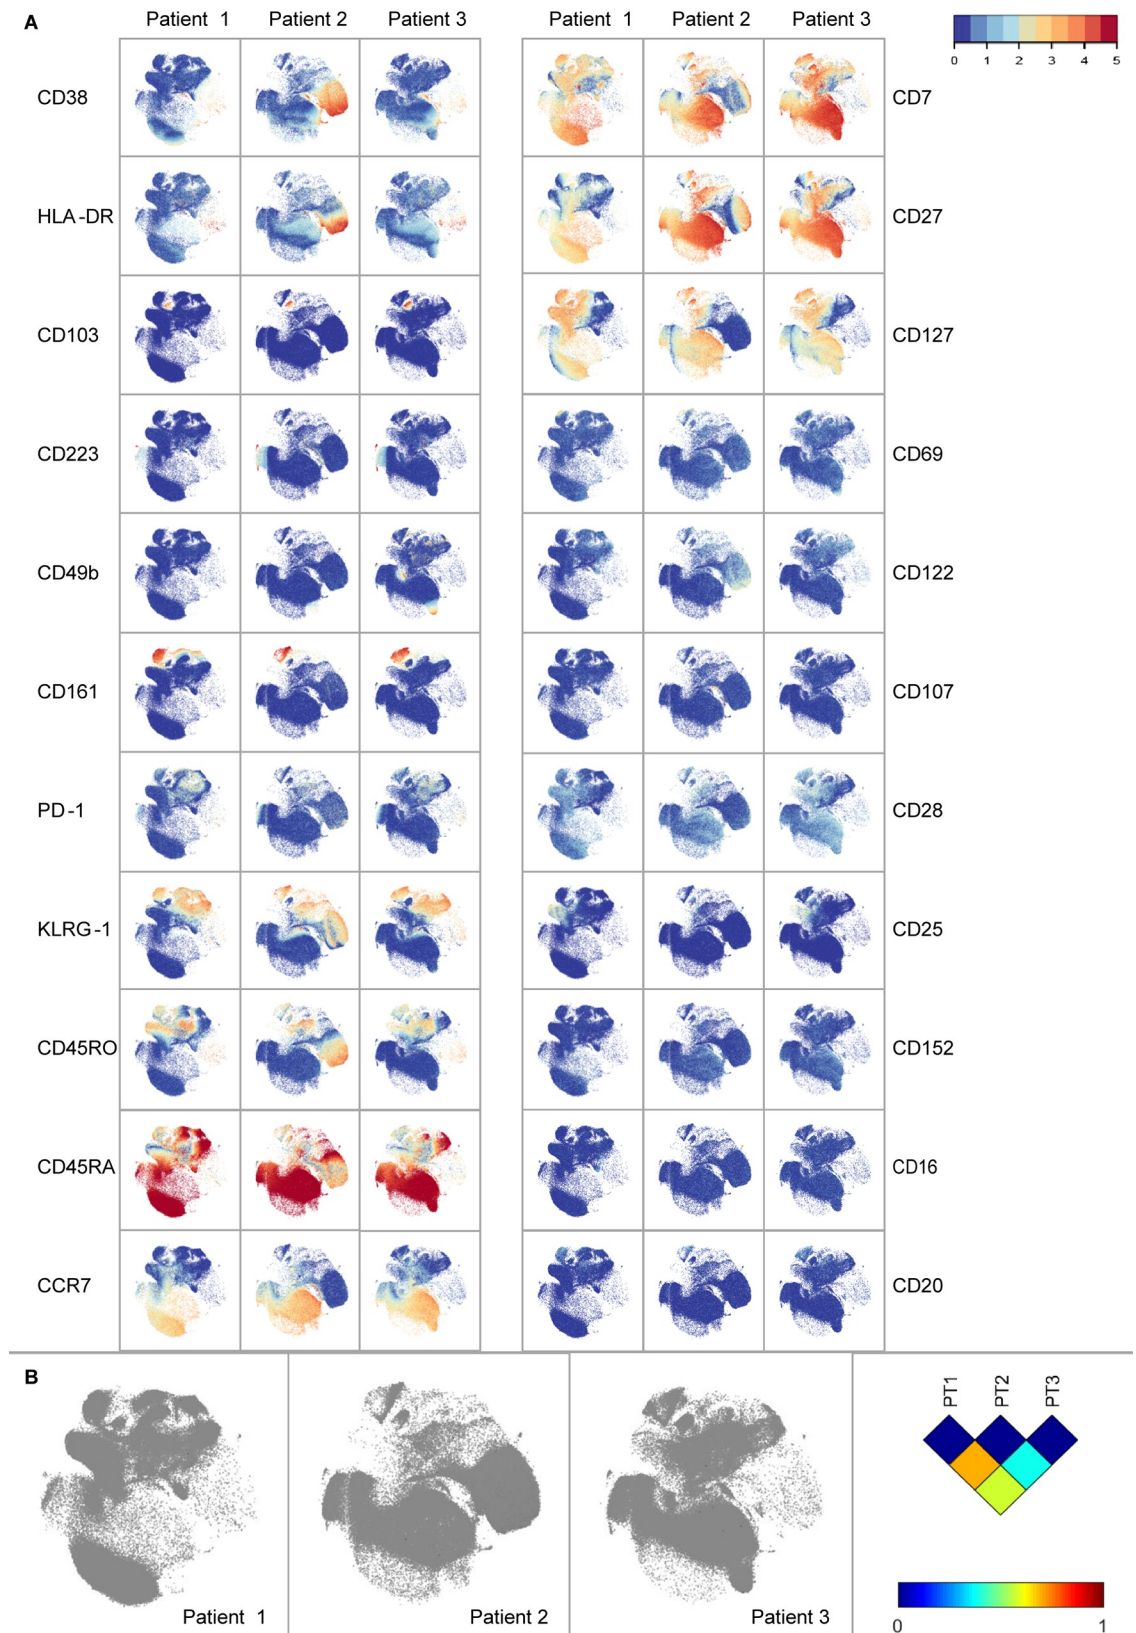 A
Patient 1 Patient 2 Patient 3 Patient 1 Patient 2 Patient 3
0 1 2 3 4 5
CD38 CD7
HLA-DR CD27
CD103 CD127
CD223 CD69
CD49b CD122
CD161 CD107
PD-1 CD28
KLRG-1 CD25
CD45RO CD152
CD45RA CD16
CCR7 CD20
B
PT1 PT2 PT3
Patient 1 Patient 2 Patient 3
0 1